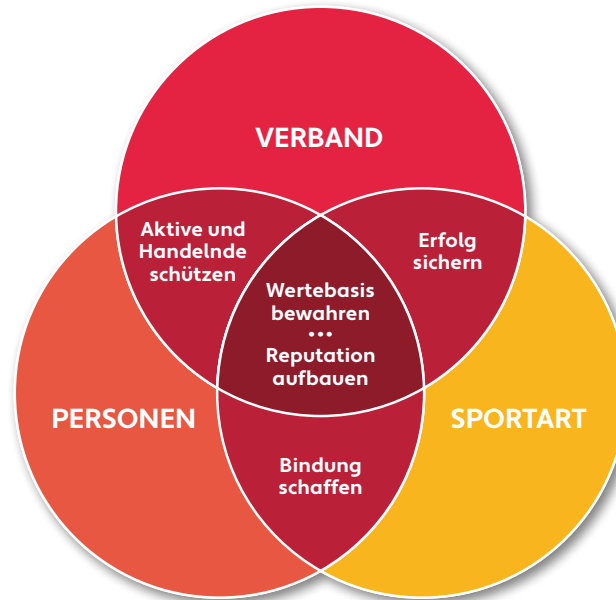 VERBAND
Aktive und
Handelnde
schützen
Erfolg
sichern
Wertebasis
bewahren
...
Reputation
aufbauen
PERSONEN
SPORTART
Bindung
schaffen